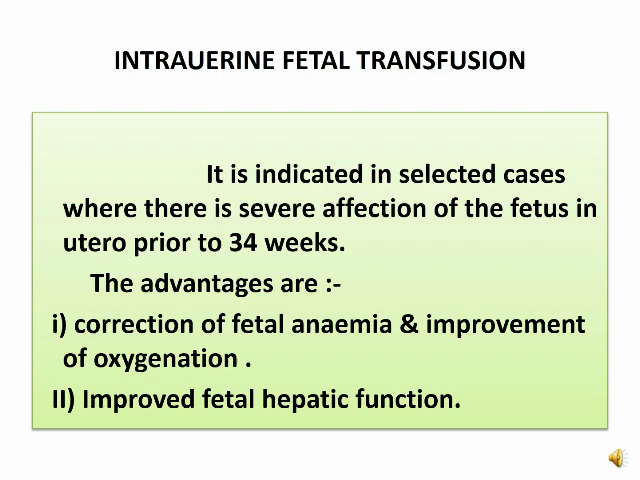 INTRAUERINE FETAL TRANSFUSION
It is indicated in selected cases
where there is severe affection of the fetus in
utero prior to 34 weeks.
The advantages are :-
i) correction of fetal anaemia & improvement
of oxygenation .
II) Improved fetal hepatic function.